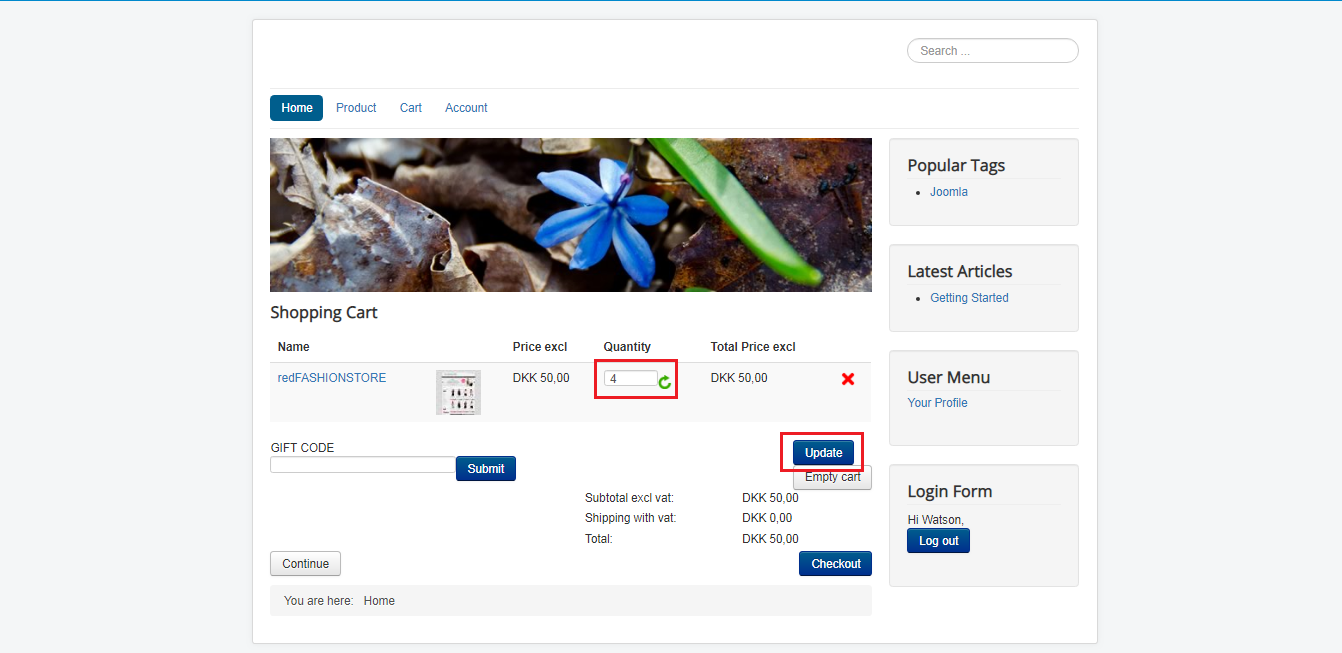 Search ...
Home Product Cart Account
Popular Tags
Joomla
Latest Articles
Getting Started
Shopping Cart
Name Price excl Quantity Total Price excl
redFASHIONSTORE DKK 50,00 4 DKK 50,00
User Menu
Your Profile
GIFT CODE
Submit
Update
Empty cart
Subtotal excl vat: DKK 50,00
Shipping with vat: DKK 0,00
Total: DKK 50,00
Continue Checkout
You are here: Home
Login Form
Hi Watson,
Log out